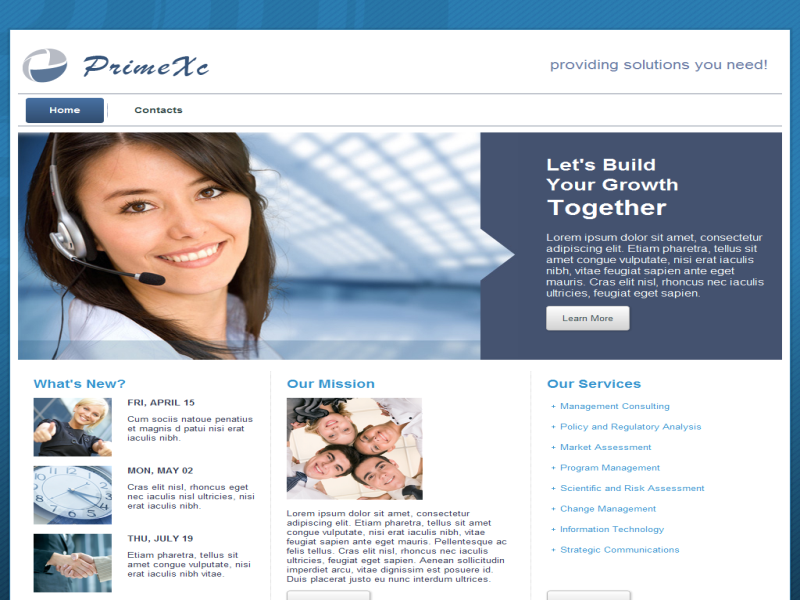 PrimeXc
providing solutions you need!
Home
Contacts
Let's Build
Your Growth
Together
Lorem ipsum dolor sit amet, consectetur
adipiscing elit. Etiam pharetra, tellus sit
amet congue vulputate, nisi erat iaculis
nibh, vitae feugiat sapien ante eget
mauris. Cras elit nisl, rhoncus nec iaculis
ultricies, feugiat eget sapien.
Learn More
What's New?
FRI, APRIL 15
Cum sociis natoue penatius
et magnis d patui nisi erat
iaculis nibh.
MON, MAY 02
Cras elit nisl, rhoncus eget
nec iaculis nisl ultricies, nisi
erat iaculis nibh.
THU, JULY 19
Etiam pharetra, tellus sit
amet congue vulputate, nisi
erat iaculis nibh vitae.
Our Mission
Lorem ipsum dolor sit amet, consectetur
adipiscing elit. Etiam pharetra, tellus sit amet
congue vulputate, nisi erat iaculis nibh, vitae
feugiat sapien ante eget mauris. Pellentesque ac
felis tellus. Cras elit nisl, rhoncus nec iaculis
ultricies, feugiat eget sapien. Aenean sollicitudin
imperdiet arcu, vitae dignissim est posuere id.
Duis placerat justo eu nunc interdum ultrices.
Our Services
+ Management Consulting
+ Policy and Regulatory Analysis
+ Market Assessment
+ Program Management
+ Scientific and Risk Assessment
+ Change Management
+ Information Technology
+ Strategic Communications